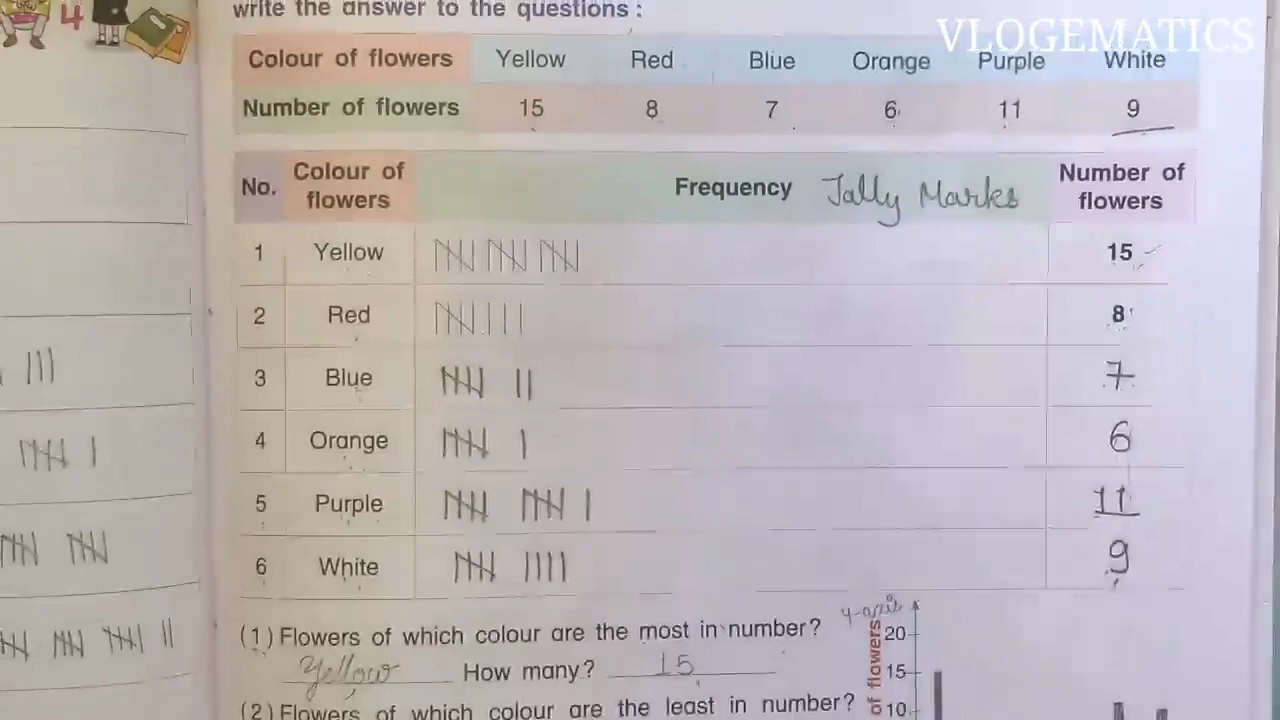 4
write the answer to the questions :
VLOGEMATICS
Colour of flowers Yellow Red Blue Orange Purple White
Number of flowers 15 8 7 6 11 9
No. Colour of flowers Frequency Tally Marks Number of flowers
1 Yellow 15
2 Red 8
3 Blue 7
4 Orange 6
5 Purple 11
6 White 9
(1) Flowers of which colour are the most in number?
Yellow How many? 15
(2) Flowers of which colour are the least in number?
Y-axis
20
15
10
of flowers